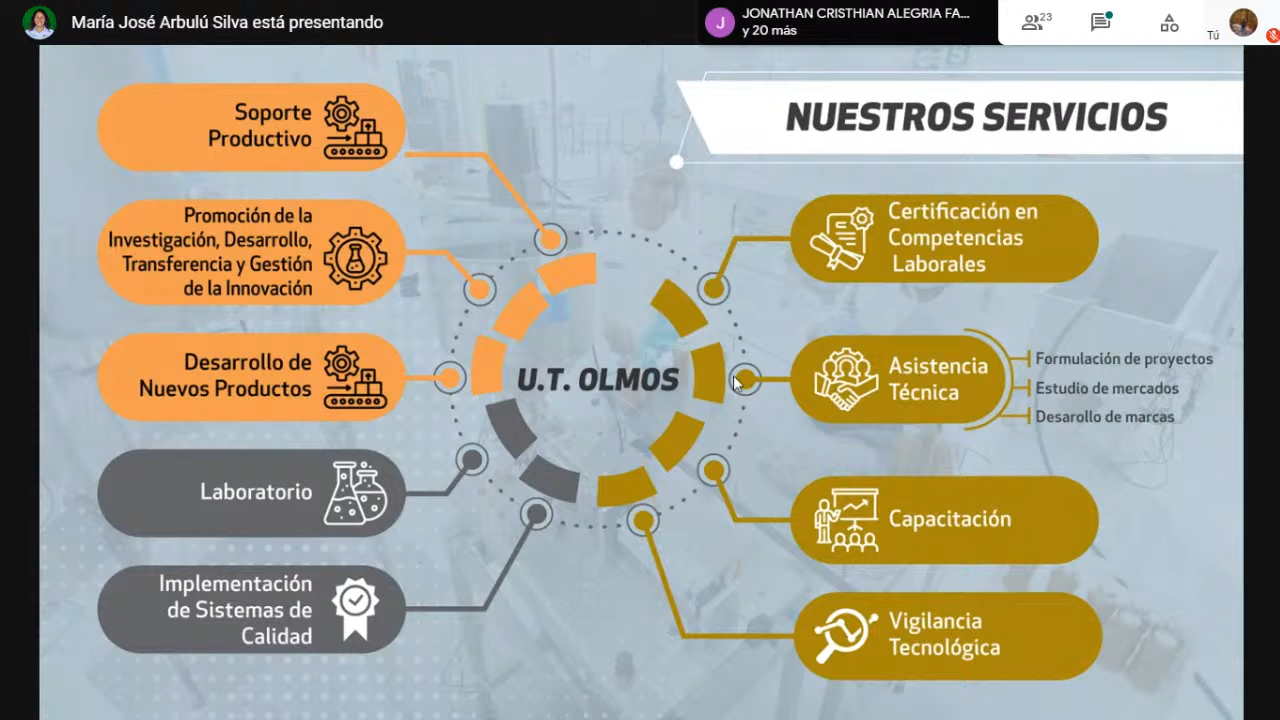 María José Arbulú Silva está presentando
JONATHAN CRISTHIAN ALEGRIA FA...
y 20 más
23
Tú
J
NUESTROS SERVICIOS
Soporte
Productivo
Promoción de la
Investigación, Desarrollo,
Transferencia y Gestión
de la Innovación
Desarrollo de
Nuevos Productos
Laboratorio
Implementación
de Sistemas de
Calidad
U.T. OLMOS
Certificación en
Competencias
Laborales
Asistencia
Técnica
Formulación de proyectos
Estudio de mercados
Desarollo de marcas
Capacitación
Vigilancia
Tecnológica